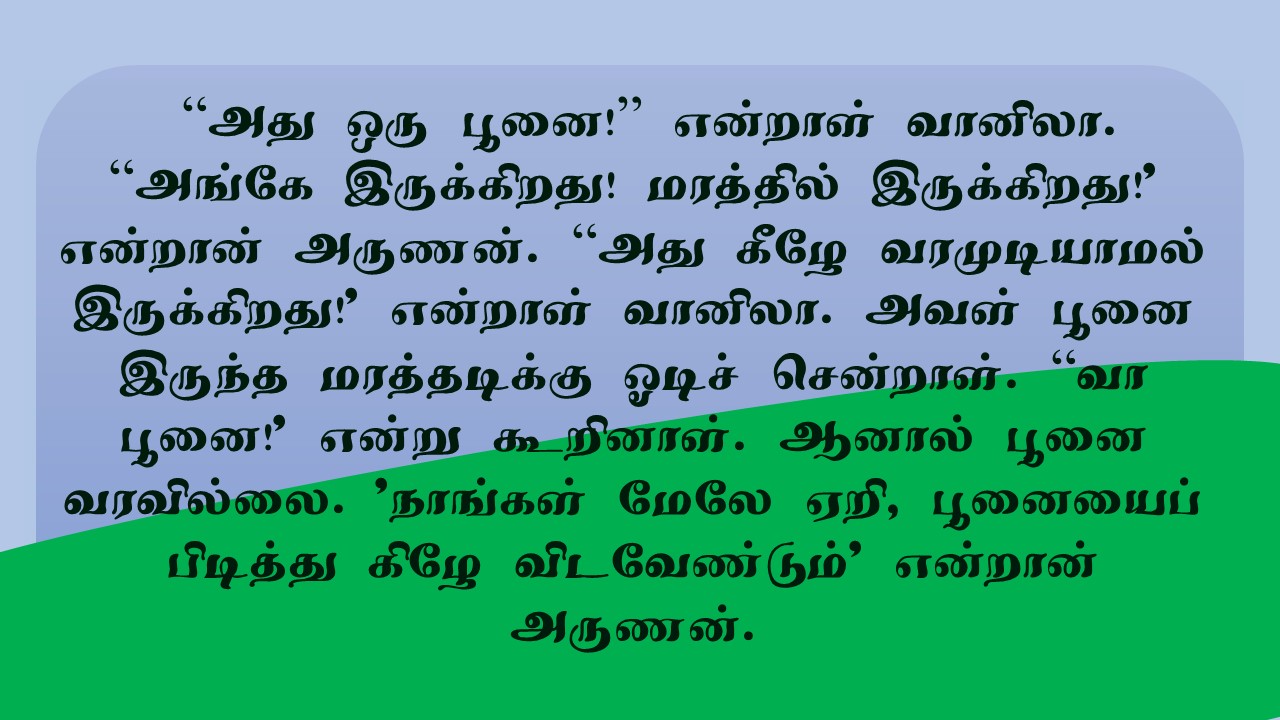 “அது ஒரு பூனை!” என்றாள் வானிலா.
“அங்கே இருக்கிறது! மரத்தில் இருக்கிறது!’
என்றான் அருணன். “அது கீழே வரமுடியாமல்
இருக்கிறது!’ என்றாள் வானிலா. அவள் பூனை
இருந்த மரத்தடிக்கு ஓடிச் சென்றாள். “வா
பூனை!’ என்று கூறினாள். ஆனால் பூனை
வரவில்லை. ’நாங்கள் மேலே ஏறி, பூனையைப்
பிடித்து கிழே விடவேண்டும்’ என்றான்
அருணன்.